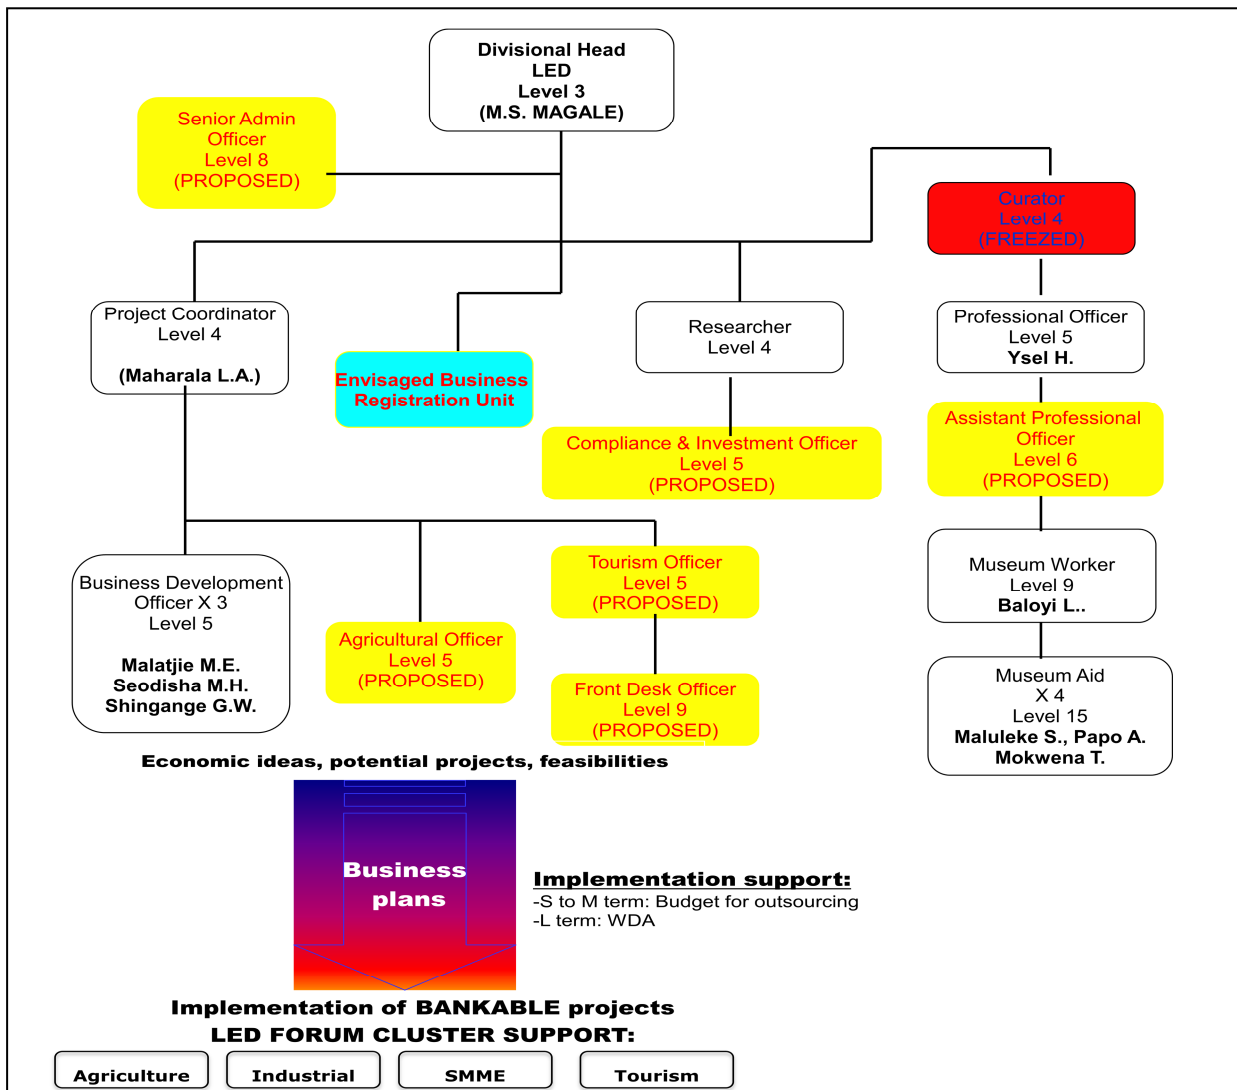 Divisional Head
LED
Level 3
(M.S. MAGALE)
Senior Admin
Officer
Level 8
(PROPOSED)
Curator
Level 4
(FREEZED)
Project Coordinator
Level 4
(Maharala L.A.)
Envisaged Business
Registration Unit
Researcher
Level 4
Professional Officer
Level 5
Ysel H.
Compliance & Investment Officer
Level 5
(PROPOSED)
Assistant Professional
Officer
Level 6
(PROPOSED)
Business Development
Officer X 3
Level 5
Malatjie M.E.
Seodisha M.H.
Shingange G.W.
Agricultural Officer
Level 5
(PROPOSED)
Tourism Officer
Level 5
(PROPOSED)
Front Desk Officer
Level 9
(PROPOSED)
Museum Worker
Level 9
Baloyi L..
Museum Aid
X 4
Level 15
Maluleke S., Papo A.
Mokwena T.
Economic ideas, potential projects, feasibilities
Business
plans
Implementation support:
-S to M term: Budget for outsourcing
-L term: WDA
Implementation of BANKABLE projects
LED FORUM CLUSTER SUPPORT:
Agriculture
Industrial
SMME
Tourism